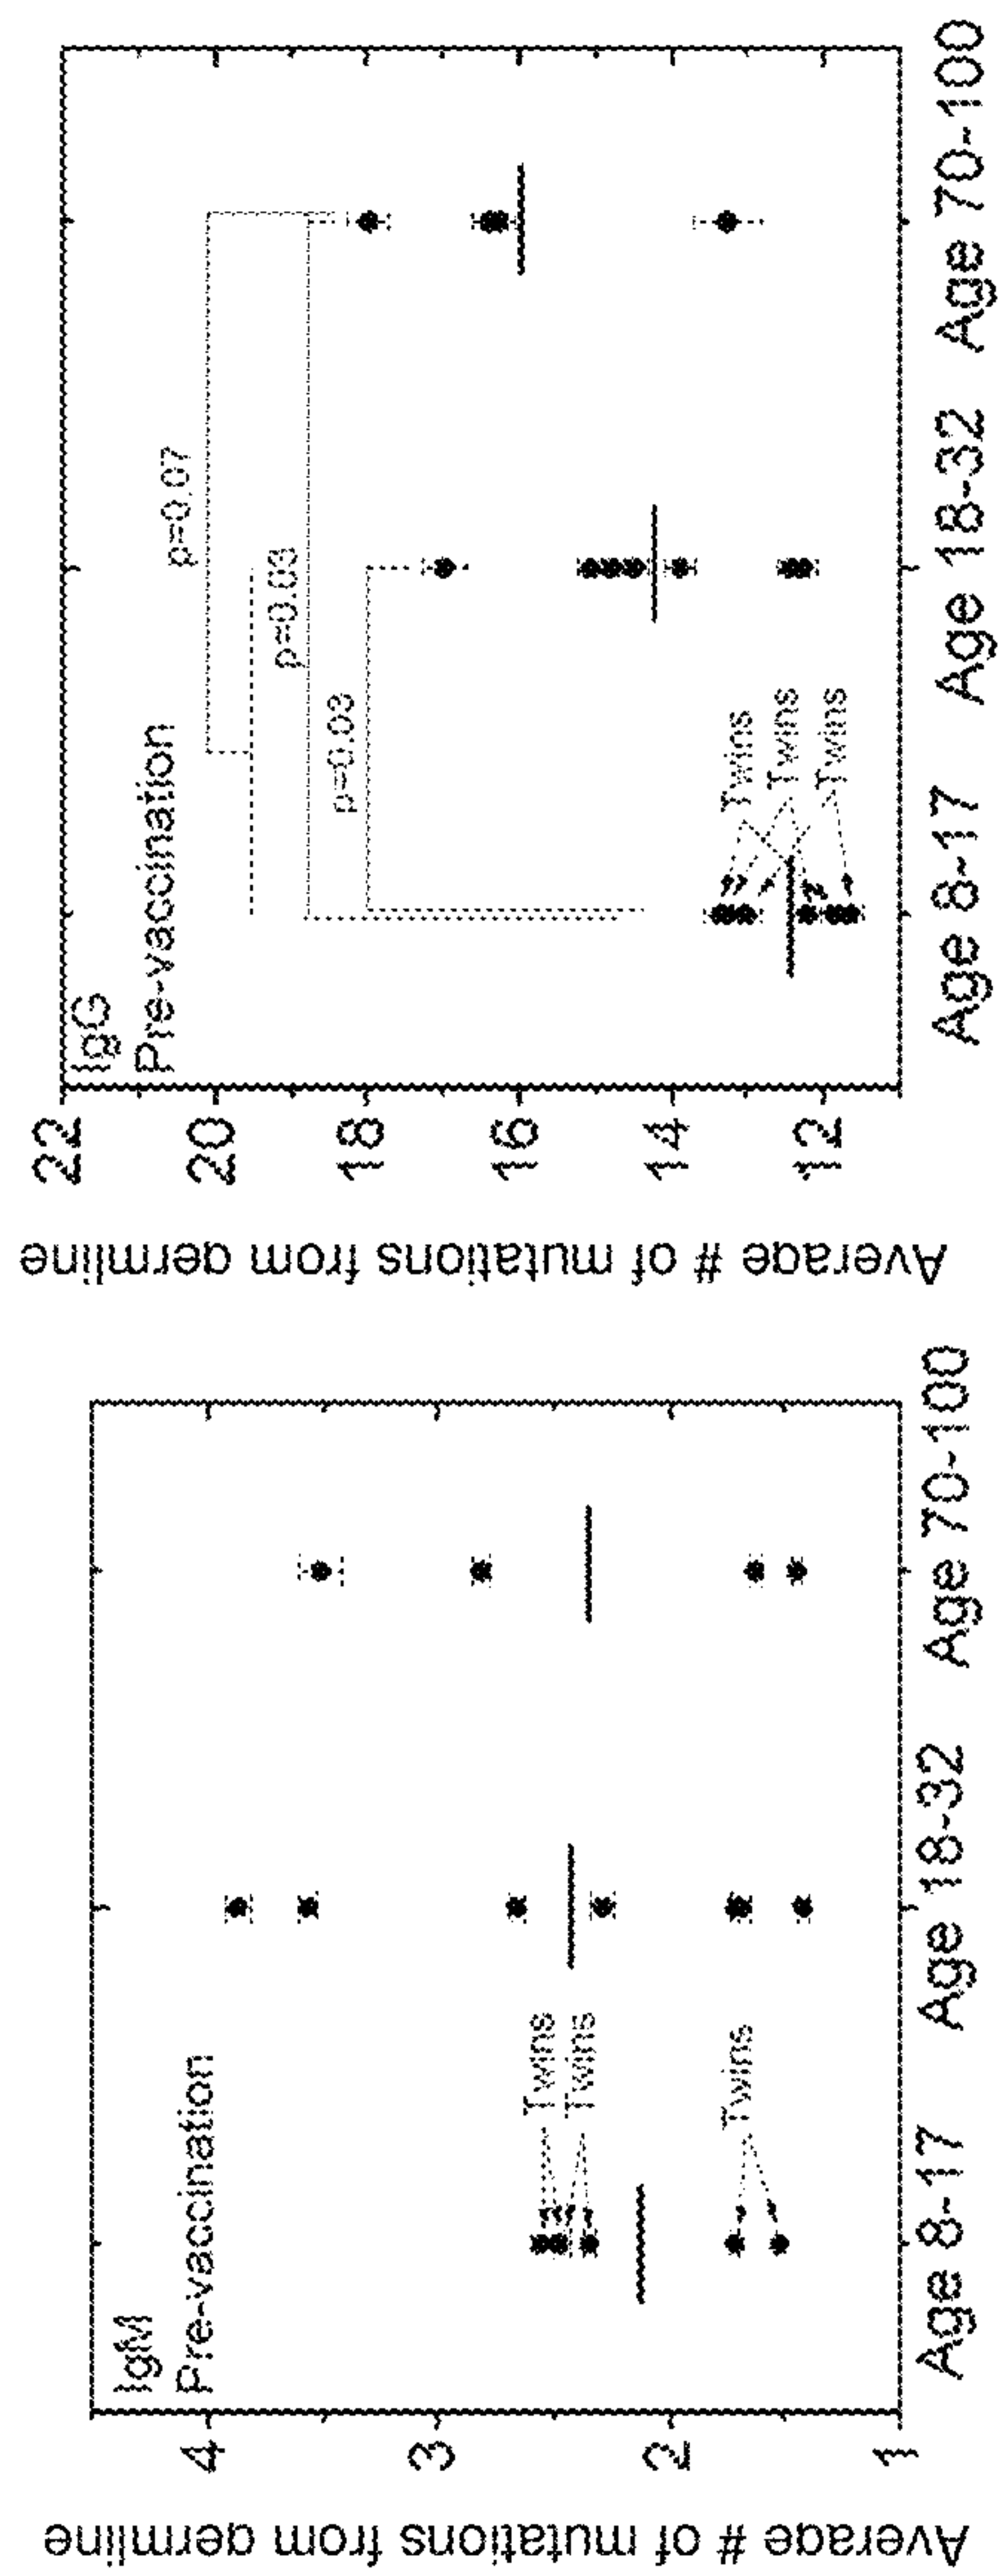 Average # of mutations from germline
4
3
2
1
IgM
Pre-vaccination
Twins
Twins
Twins
Age 8-17 Age 18-32 Age 70-100
Average # of mutations from germline
22
20
18
16
14
12
IgG
Pre-vaccination
p=0.07
p=0.03
p=0.03
Twins
Twins
Twins
Age 8-17 Age 18-32 Age 70-100